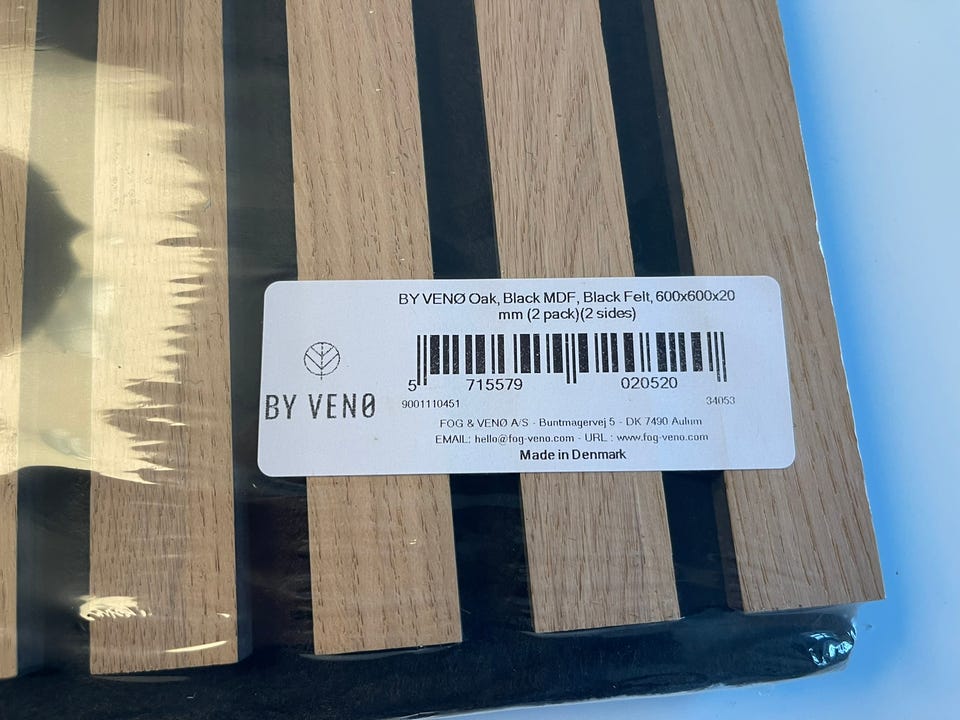 BY VENØ Oak, Black MDF, Black Felt, 600x600x20
mm (2 pack)(2 sides)
BY VENØ
5 715579 020520
9001110451 34053
FOG & VENØ A/S - Buntmagervej 5 - DK 7490 Aulum
EMAIL: hello@fog-veno.com - URL : www.fog-veno.com
Made in Denmark